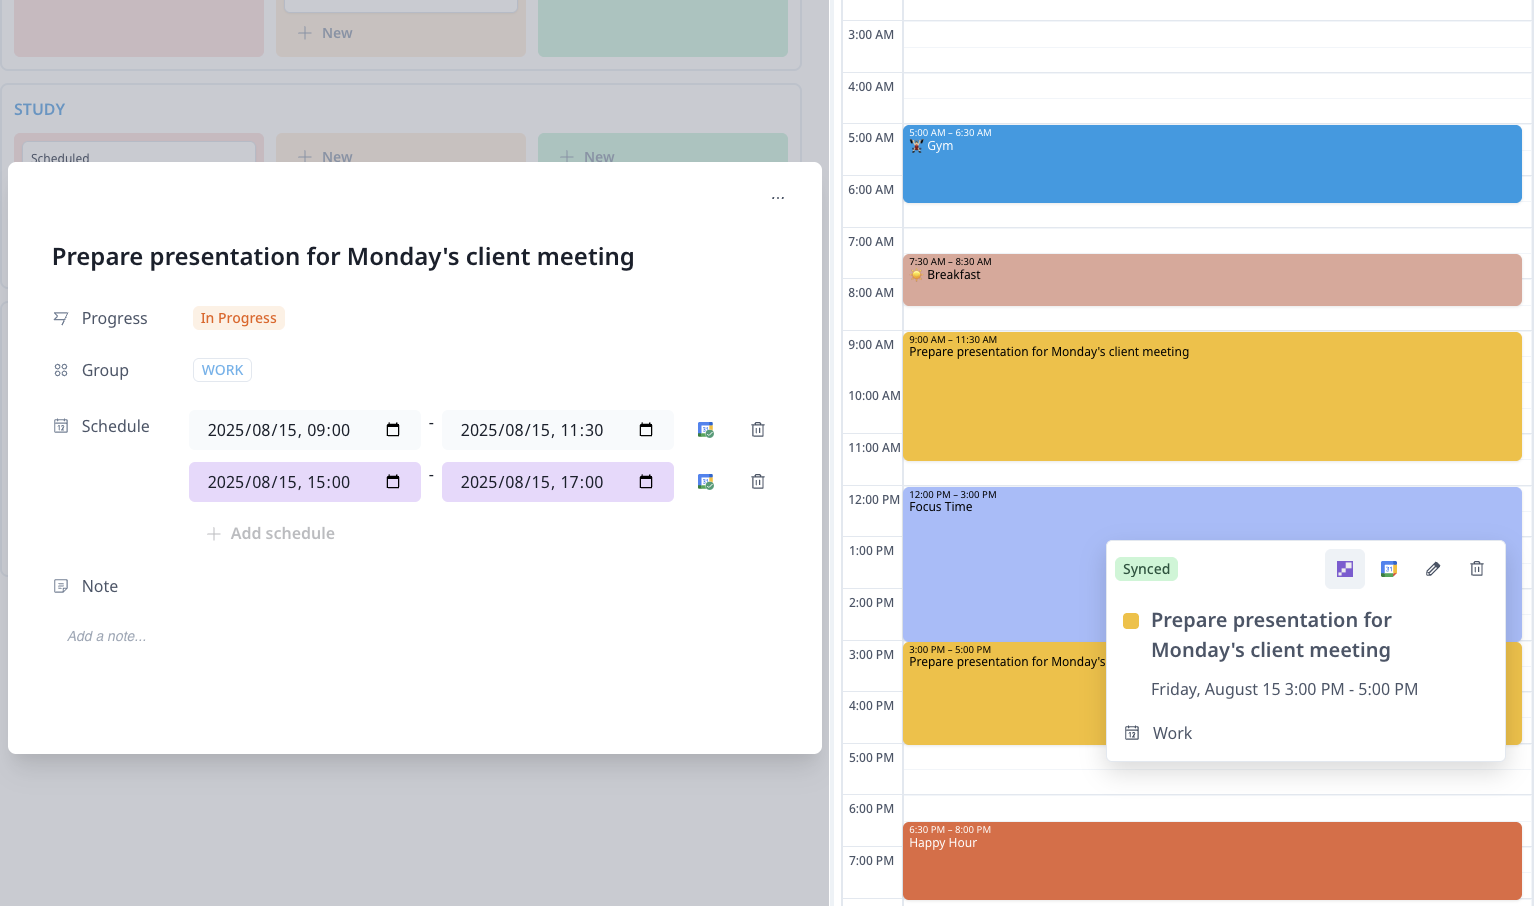 New
STUDY
Scheduled
New
New
...
Prepare presentation for Monday's client meeting
Progress
In Progress
Group
WORK
Schedule
2025/08/15, 09:00
-
2025/08/15, 11:30
2025/08/15, 15:00
-
2025/08/15, 17:00
Add schedule
Note
Add a note...
3:00 AM
4:00 AM
5:00 AM
5:00 AM – 6:30 AM
Gym
6:00 AM
7:00 AM
7:30 AM – 8:30 AM
Breakfast
8:00 AM
9:00 AM
9:00 AM – 11:30 AM
Prepare presentation for Monday's client meeting
10:00 AM
11:00 AM
12:00 PM
12:00 PM – 3:00 PM
Focus Time
1:00 PM
2:00 PM
3:00 PM
3:00 PM – 5:00 PM
Prepare presentation for Monday's
4:00 PM
5:00 PM
6:00 PM
6:30 PM – 8:00 PM
Happy Hour
7:00 PM
Synced
31
Prepare presentation for
Monday's client meeting
Friday, August 15 3:00 PM - 5:00 PM
12
Work